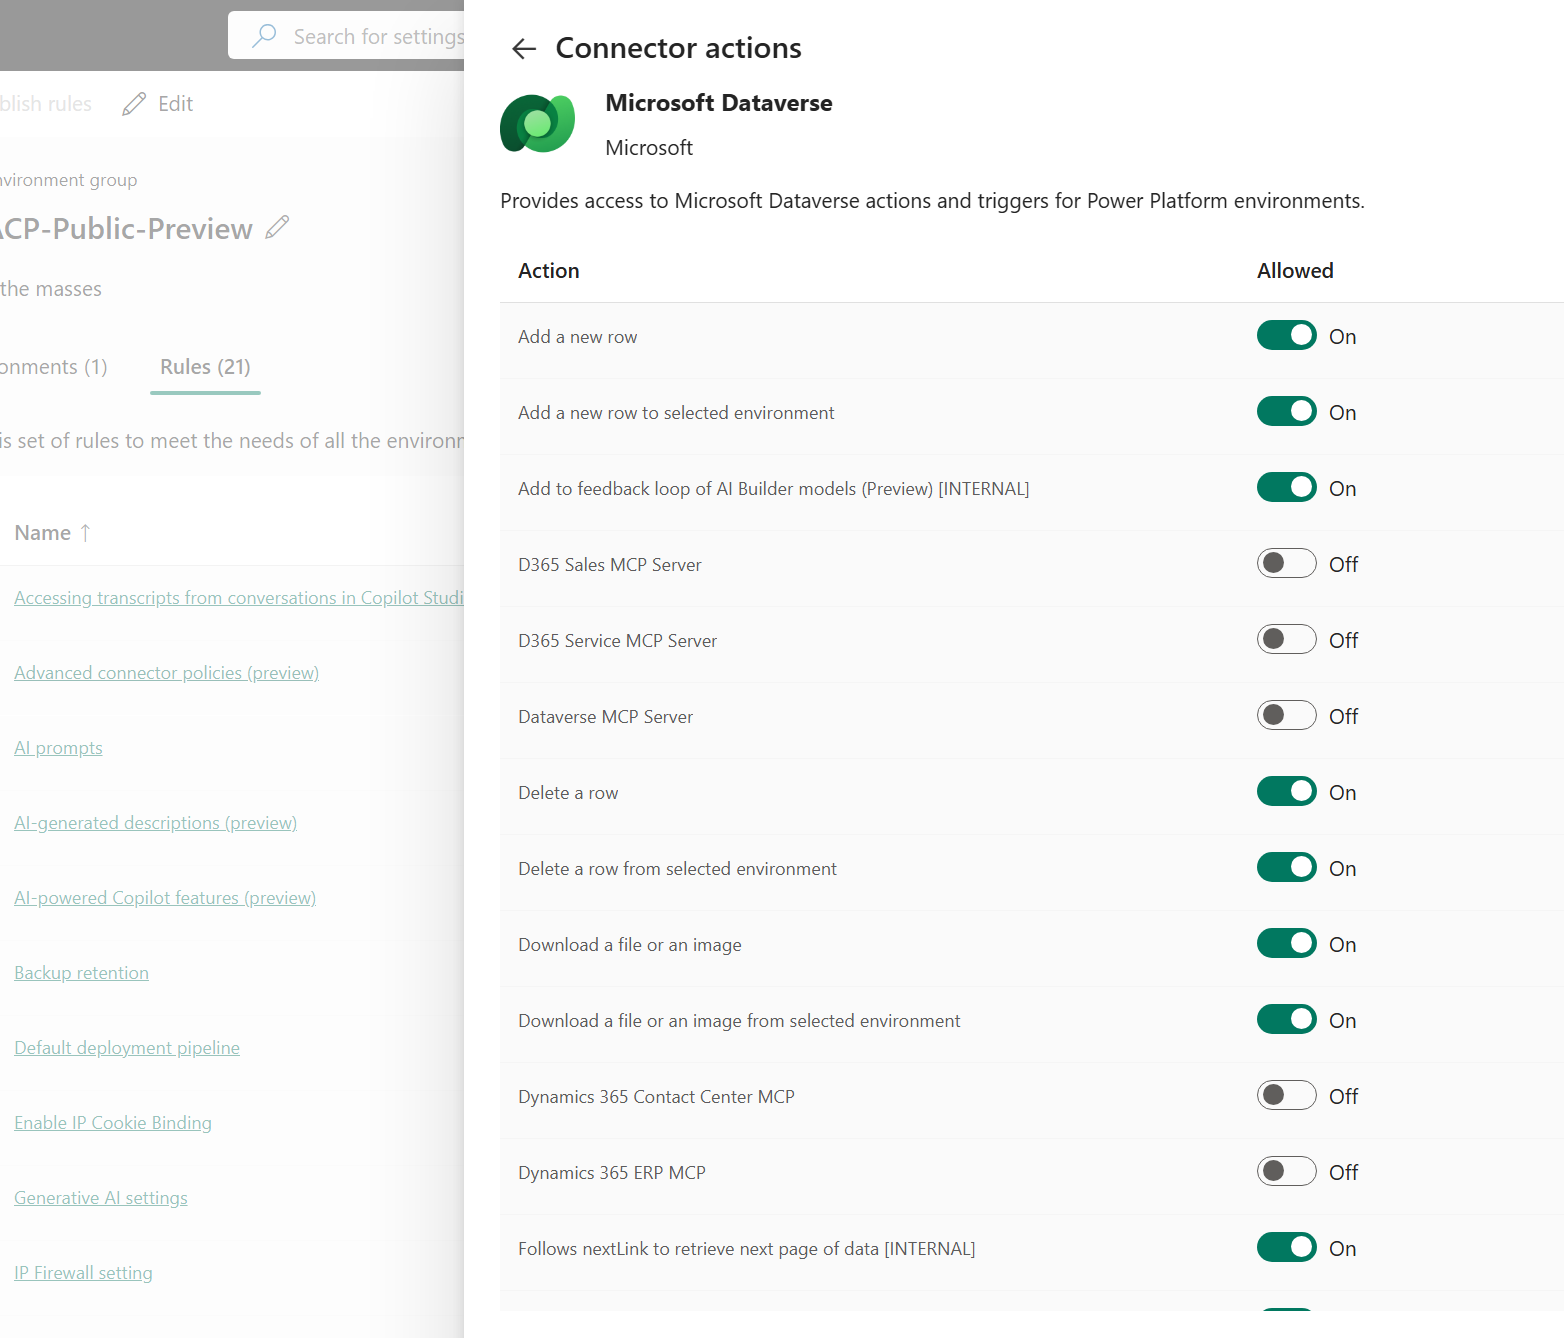 Search for settings
blish rules
Edit
nvironment group
ACP-Public-Preview
the masses
onments (1)
Rules (21)
is set of rules to meet the needs of all the environm
Name ↑
Accessing transcripts from conversations in Copilot Studi
Advanced connector policies (preview)
AI prompts
AI-generated descriptions (preview)
AI-powered Copilot features (preview)
Backup retention
Default deployment pipeline
Enable IP Cookie Binding
Generative AI settings
IP Firewall setting
Connector actions
Microsoft Dataverse
Microsoft
Provides access to Microsoft Dataverse actions and triggers for Power Platform environments.
Action Allowed
Add a new row On
Add a new row to selected environment On
Add to feedback loop of AI Builder models (Preview) [INTERNAL] On
D365 Sales MCP Server Off
D365 Service MCP Server Off
Dataverse MCP Server Off
Delete a row On
Delete a row from selected environment On
Download a file or an image On
Download a file or an image from selected environment On
Dynamics 365 Contact Center MCP Off
Dynamics 365 ERP MCP Off
Follows nextLink to retrieve next page of data [INTERNAL] On